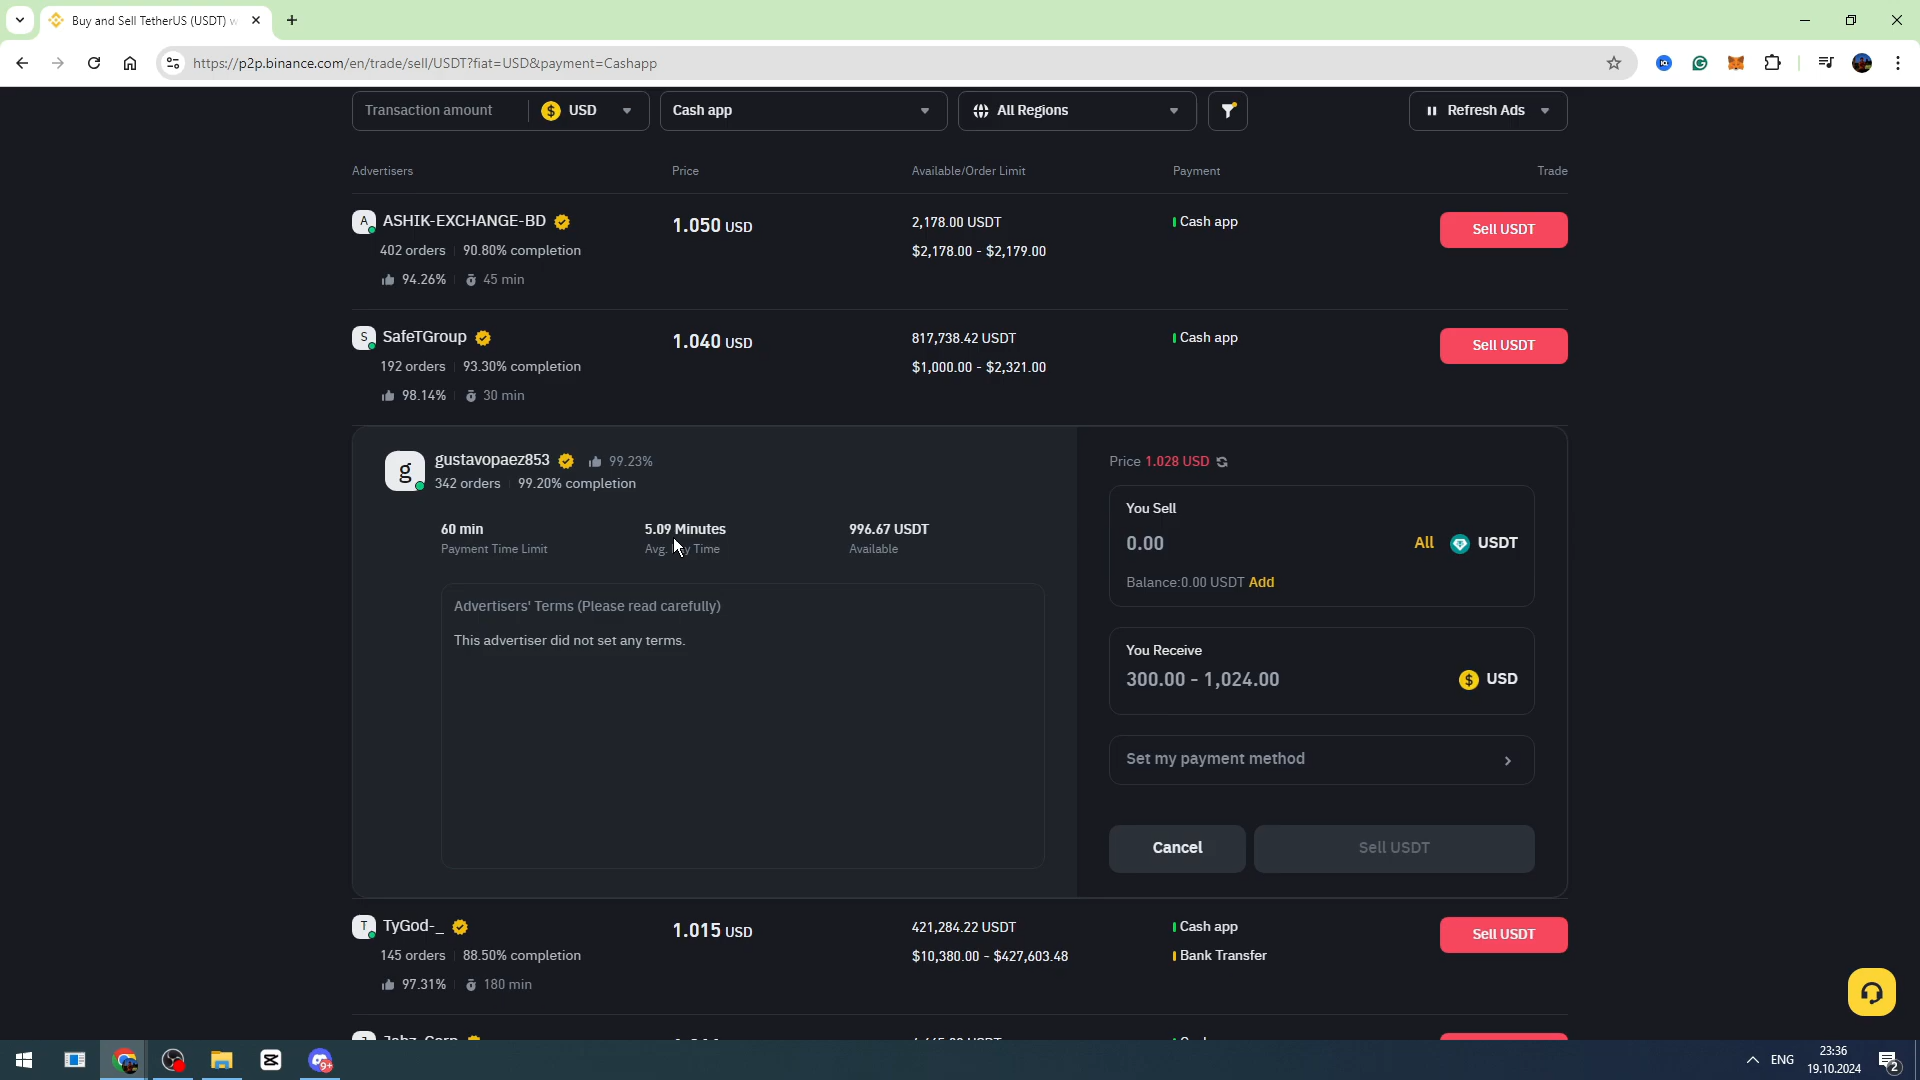 Buy and Sell TetherUS (USDT) w
https://p2p.binance.com/en/trade/sell/USDT?fiat=USD&payment=Cashapp
Transaction amount USD Cash app All Regions Refresh Ads
Advertisers Price Available/Order Limit Payment Trade
A ASHIK-EXCHANGE-BD 1.050 USD 2,178.00 USDT Cash app Sell USDT
402 orders 90.80% completion $2,178.00 - $2,179.00
94.26% 45 min
S SafeTGroup 1.040 USD 817,738.42 USDT Cash app Sell USDT
192 orders 93.30% completion $1,000.00 - $2,321.00
98.14% 30 min
g gustavopaez853 99.23%
342 orders 99.20% completion
60 min 5.09 Minutes 996.67 USDT
Payment Time Limit Avg. Time Available
Advertisers' Terms (Please read carefully)
This advertiser did not set any terms.
Price 1.028 USD
You Sell
0.00 All USDT
Balance:0.00 USDT Add
You Receive
300.00 - 1,024.00 USD
Set my payment method
Cancel Sell USDT
T TyGod-_ 1.015 USD 421,284.22 USDT Cash app Sell USDT
145 orders 88.50% completion $10,380.00 - $427,603.48 Bank Transfer
97.31% 180 min
ENG 23:36
19.10.2024 2
9+